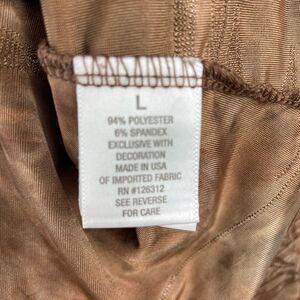 L
94% POLYESTER
6% SPANDEX
EXCLUSIVE WITH
DECORATION
MADE IN USA
OF IMPORTED FABRIC
RN #126312
SEE REVERSE
FOR CARE